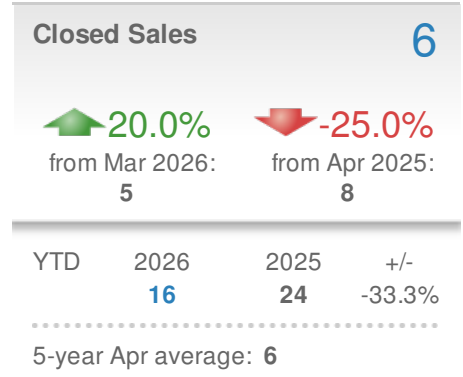 Closed Sales 6
20.0% -25.0%
from Mar 2026: from Apr 2025:
5 8
YTD 2026 2025 +/-
16 24 -33.3%
5-year Apr average: 6